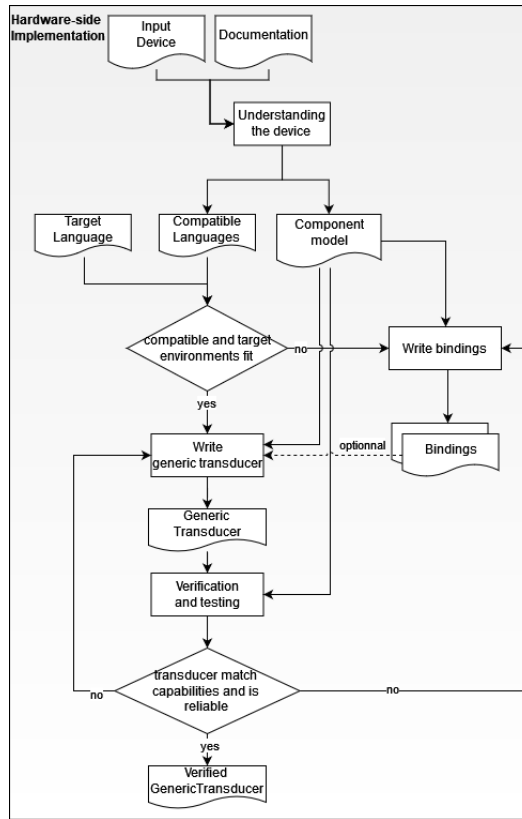 Hardware-side
Implementation
Input
Device
Documentation
Understanding
the device
Target
Language
Compatible
Languages
Component
model
compatible and target
environments fit
no
Write bindings
yes
Write
generic transducer
optionnal
Bindings
Generic
Transducer
Verification
and testing
transducer match
capabilities and is
reliable
no
no
yes
Verified
GenericTransducer